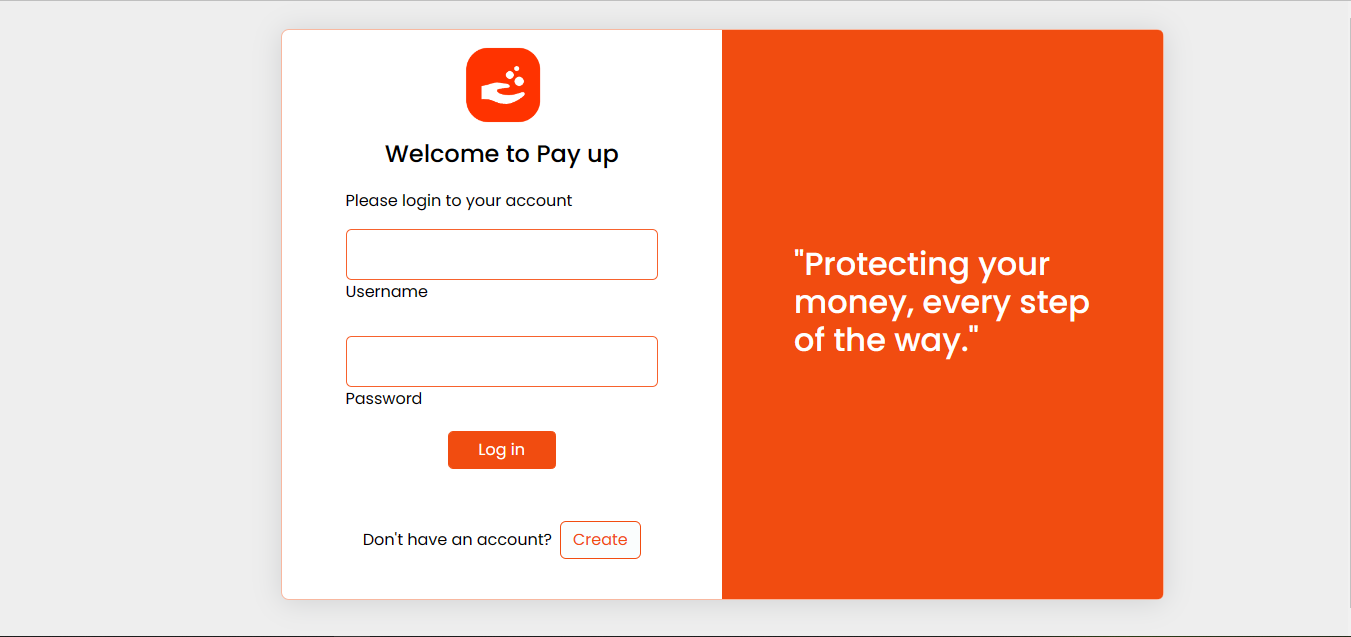 Welcome to Pay up
Please login to your account
Username
Password
Log in
Don't have an account? Create
"Protecting your
money, every step
of the way."